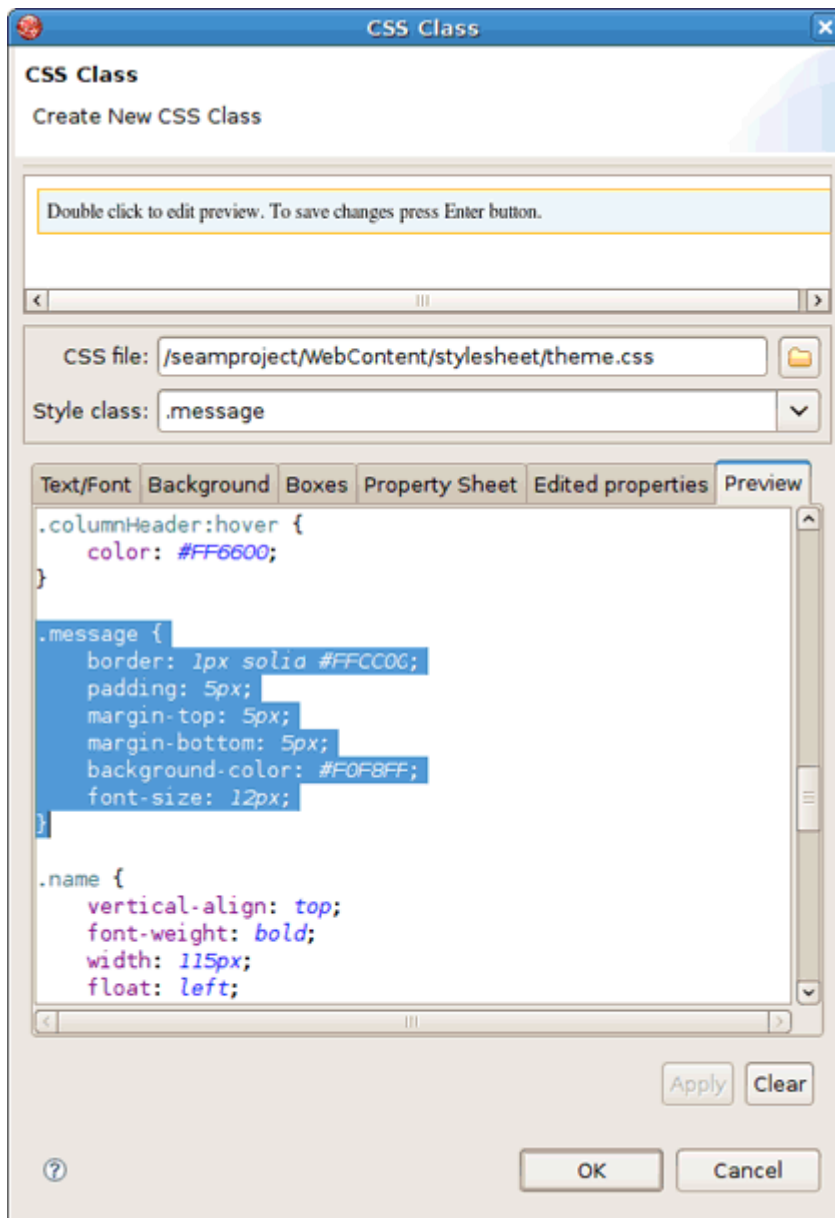 CSS Class
CSS Class
Create New CSS Class
Double click to edit preview. To save changes press Enter button.
CSS file: /seamproject/WebContent/stylesheet/theme.css
Style class: .message
Text/Font Background Boxes Property Sheet Edited properties Preview
.columnHeader:hover {
color: #FF6600;
}
.message {
border: 1px solid #FFCC00;
padding: 5px;
margin-top: 5px;
margin-bottom: 5px;
background-color: #F0F8FF;
font-size: 12px;
}
.name {
vertical-align: top;
font-weight: bold;
width: 115px;
float: left;
Apply Clear
OK Cancel